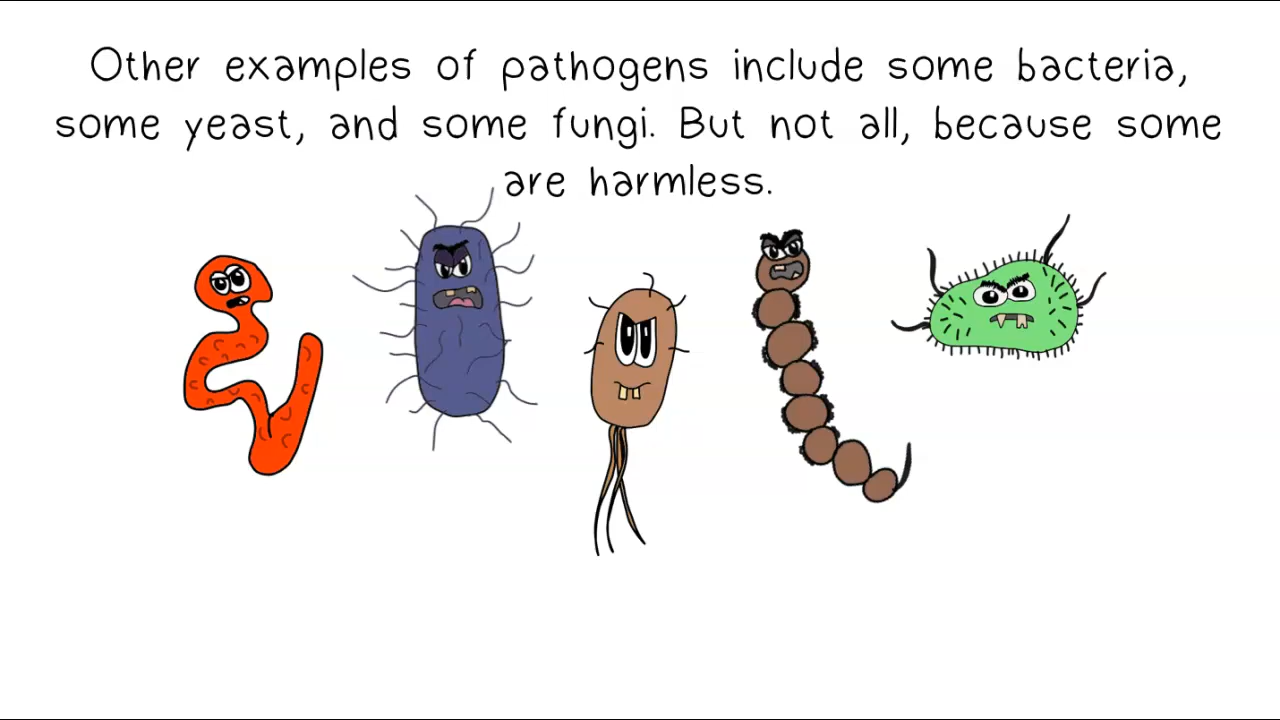 Other examples of pathogens include some bacteria,
some yeast, and some fungi. But not all, because some
are harmless.